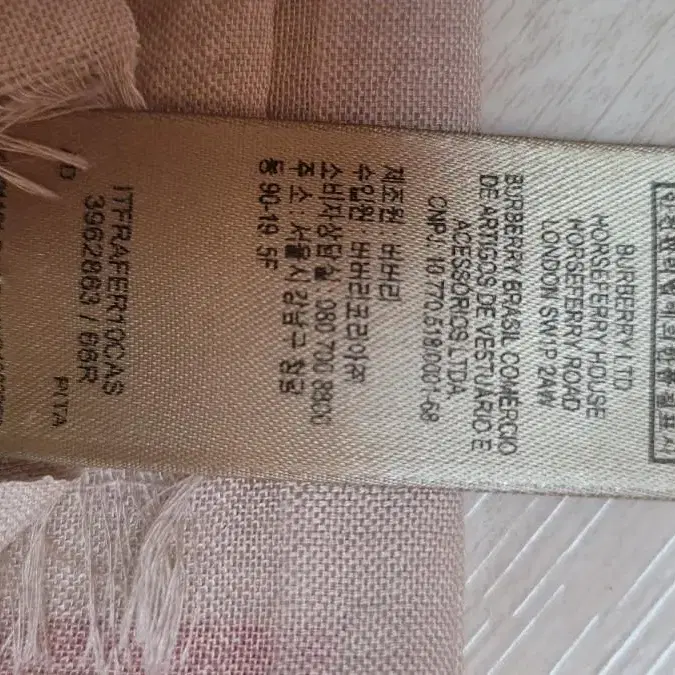 BURBERRY LTD
HORSEFERRY HOUSE
HORSEFERRY ROAD
LONDON SW1P 2AW
BURBERRY BRASIL COMERCIO
DE ARTIGOS DE VESTUARIO E
ACESSORIOS LTDA
CNPJ. 10.770.518/0001-68
제조원: 버버리
수입원: 버버리코리아㈜
소비자상담실 080 700 8800
주 소: 서울시 강남구 청담
동 90-19. 5F
ITFRAFER10CAS
3962863 / 66R
PITA